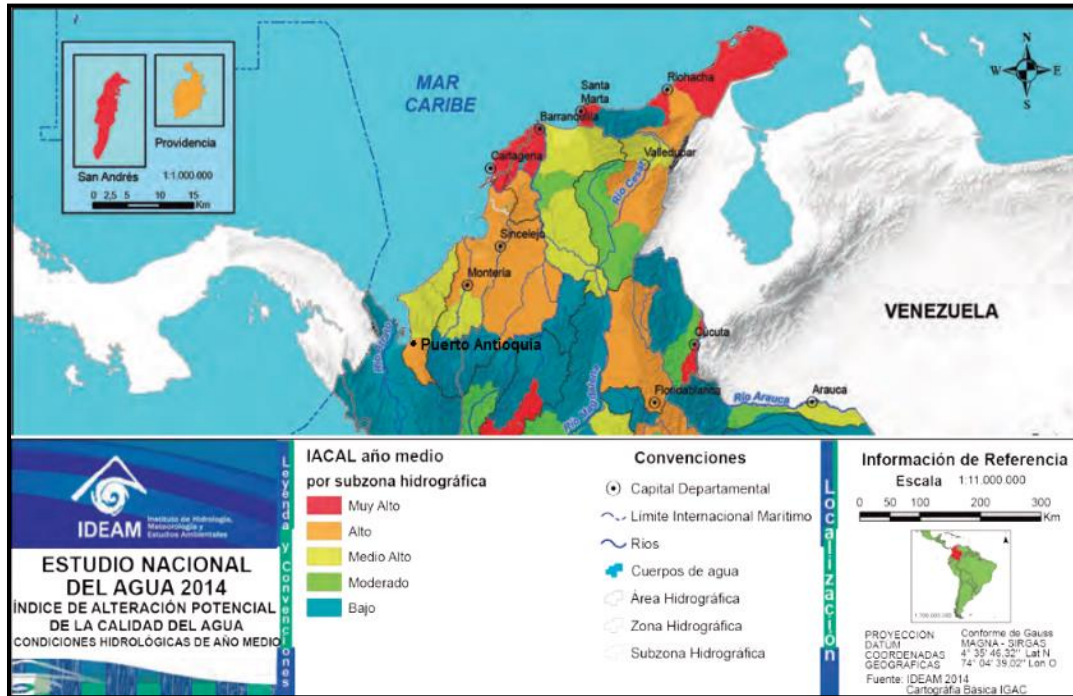 MAR
CARIBE
San Andrés
Providencia
1:1.000.000
0 2,5 5 10 15
Km
N
W E
S
Riohacha
Santa
Marta
Barranquilla
Cartagena
Valledupar
Río Cesar
Sincelejo
Montería
Puerto Antioquia
VENEZUELA
Cúcuta
Río Magdalena
Floridablanca
Río Arauca
Arauca
IDEAM
Instituto de Hidrología,
Meteorología y
Estudios Ambientales
ESTUDIO NACIONAL
DEL AGUA 2014
ÍNDICE DE ALTERACIÓN POTENCIAL
DE LA CALIDAD DEL AGUA
CONDICIONES HIDROLÓGICAS DE AÑO MEDIO
Leyenda y Convenciones
IACAL año medio
por subzona hidrográfica
Muy Alto
Alto
Medio Alto
Moderado
Bajo
Convenciones
Capital Departamental
Límite Internacional Marítimo
Ríos
Cuerpos de agua
Área Hidrográfica
Zona Hidrográfica
Subzona Hidrográfica
Localización
Información de Referencia
Escala 1:11.000 000
0 50 100 200 300
Km
PROYECCIÓN Conforme de Gauss
DATUM MAGNA - SIRGAS
COORDENADAS 4° 35' 46,32" Lat N
GEOGRÁFICAS 74° 04' 39,02" Lon O
Fuente: IDEAM 2014
Cartografía Básica IGAC